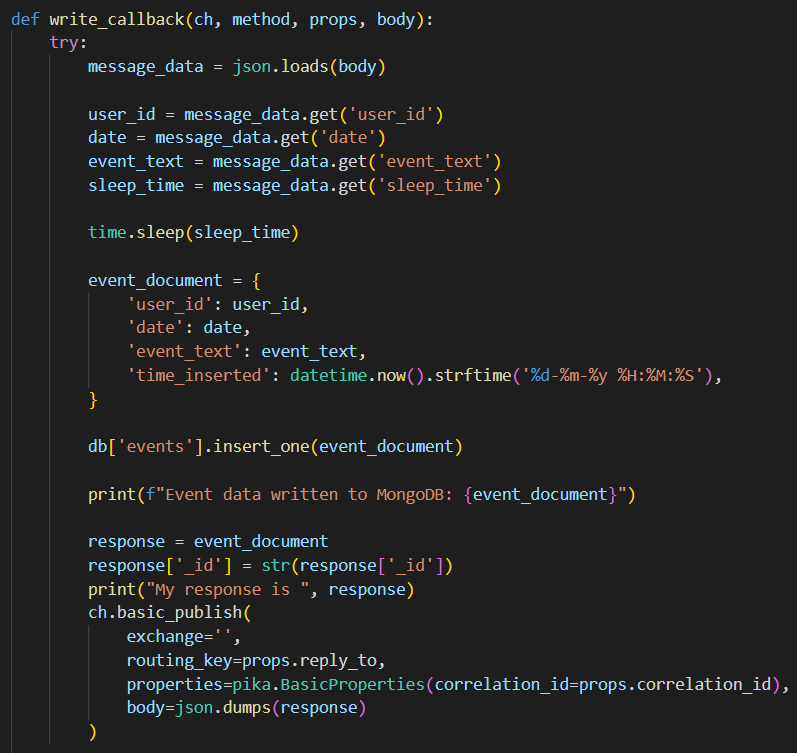 def write_callback(ch, method, props, body):
    try:
        message_data = json.loads(body)

        user_id = message_data.get('user_id')
        date = message_data.get('date')
        event_text = message_data.get('event_text')
        sleep_time = message_data.get('sleep_time')

        time.sleep(sleep_time)

        event_document = {
            'user_id': user_id,
            'date': date,
            'event_text': event_text,
            'time_inserted': datetime.now().strftime('%d-%m-%y %H:%M:%S'),
        }

        db['events'].insert_one(event_document)

        print(f"Event data written to MongoDB: {event_document}")

        response = event_document
        response['_id'] = str(response['_id'])
        print("My response is ", response)
        ch.basic_publish(
            exchange='',
            routing_key=props.reply_to,
            properties=pika.BasicProperties(correlation_id=props.correlation_id),
            body=json.dumps(response)
        )